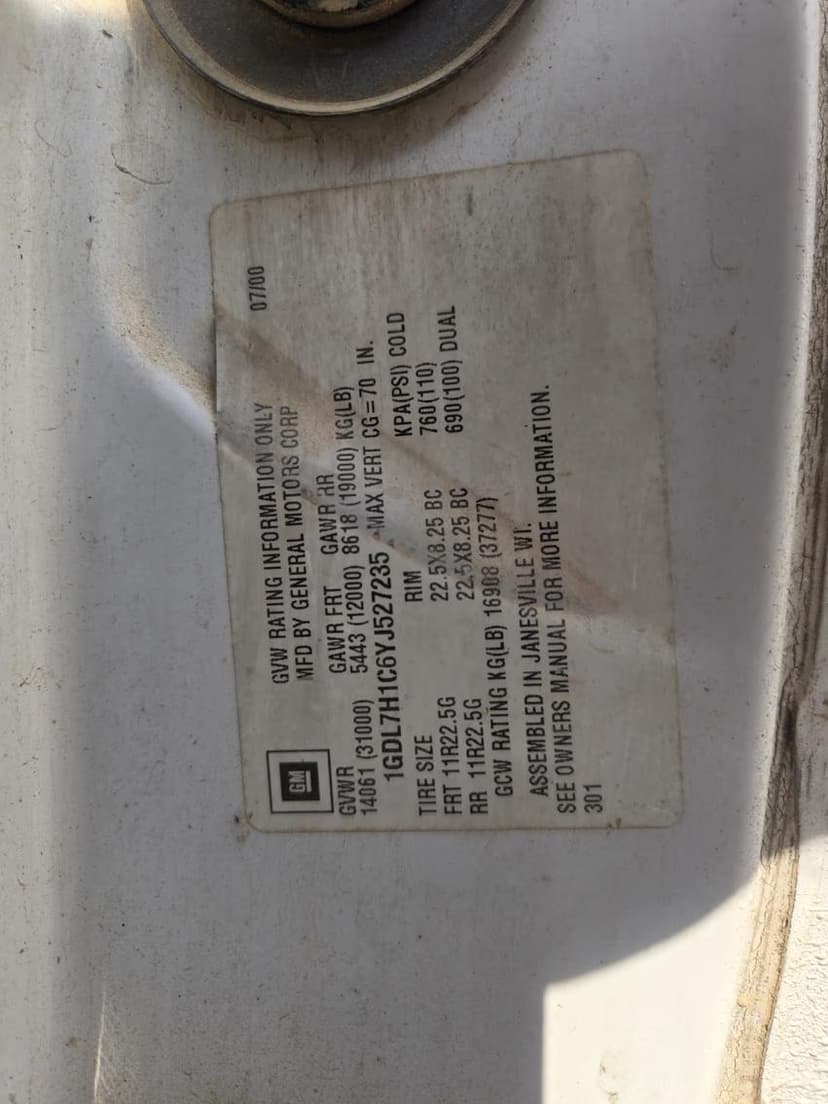 GM
GVW RATING INFORMATION ONLY 07/00
MFD BY GENERAL MOTORS CORP
GVWR GAWR FRT GAWR RR
14061 (31000) 5443 (12000) 8618 (19000) KG(LB)
1GDL7H1C6YJ527235 MAX VERT CG=70 IN.
TIRE SIZE RIM KPA(PSI) COLD
FRT 11R22.5G 22.5X8.25 BC 760(110)
RR 11R22.5G 22.5X8.25 BC 690(100) DUAL
GCW RATING KG(LB) 16908 (37277)
ASSEMBLED IN JANESVILLE WI.
SEE OWNERS MANUAL FOR MORE INFORMATION.
301